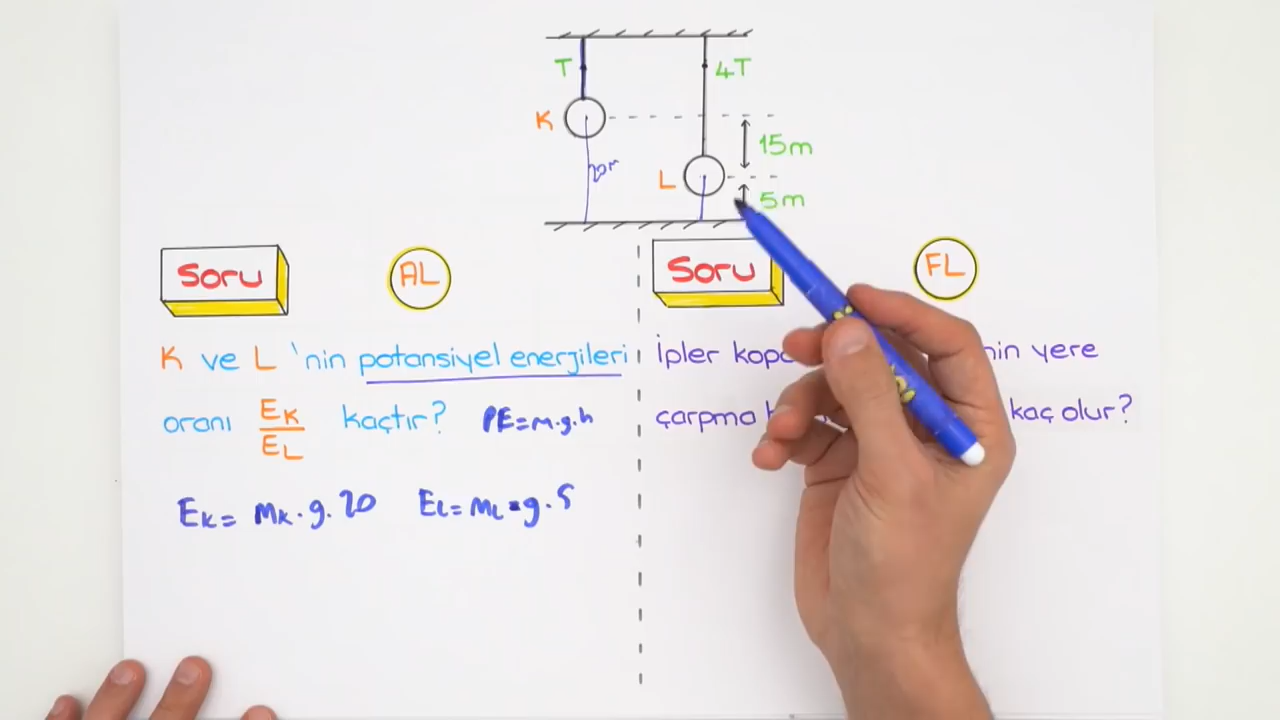 T
4T
K
15m
20m
L
5m
Soru
AL
K ve L 'nin potansiyel enerjileri
oranı EK/EL kaçtır? PE=m.g.h
EK= mK.g.20 EL=mL.g.5
Soru
FL
İpler nin yere
çarpma kaç olur?